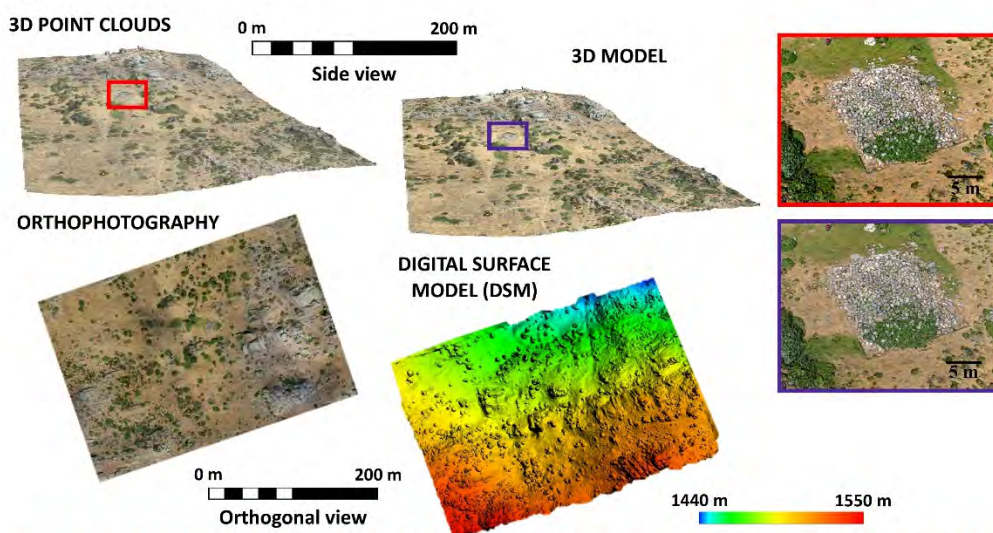 3D POINT CLOUDS
0 m 200 m
Side view
3D MODEL
5 m
ORTHOPHOTOGRAPHY
DIGITAL SURFACE
MODEL (DSM)
5 m
0 m 200 m
Orthogonal view
1440 m 1550 m